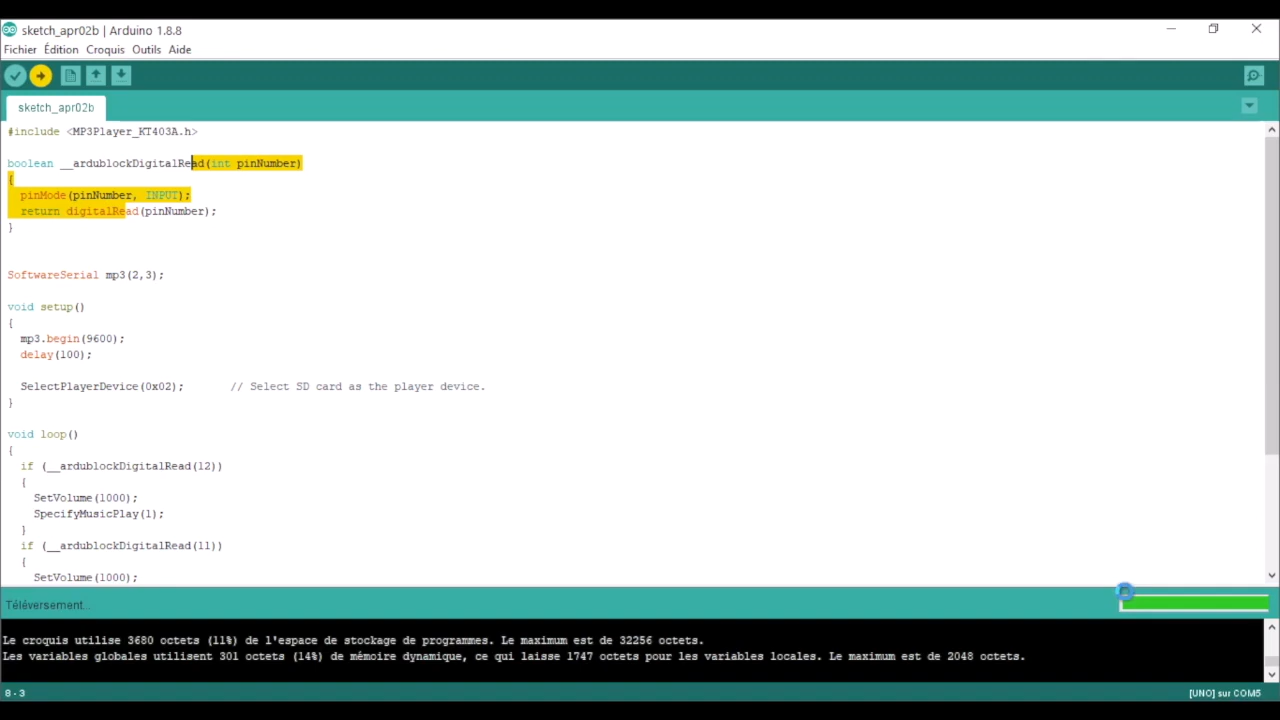 sketch_apr02b | Arduino 1.8.8
Fichier Édition Croquis Outils Aide
sketch_apr02b
#include <MP3Player_KT403A.h>
boolean __ardublockDigitalRead(int pinNumber)
{
pinMode(pinNumber, INPUT);
return digitalRead(pinNumber);
}
SoftwareSerial mp3(2,3);
void setup()
{
mp3.begin(9600);
delay(100);
SelectPlayerDevice(0x02); // Select SD card as the player device.
}
void loop()
{
if (__ardublockDigitalRead(12))
{
SetVolume(1000);
SpecifyMusicPlay(1);
}
if (__ardublockDigitalRead(11))
{
SetVolume(1000);
Téléversement...
Le croquis utilise 3680 octets (11%) de l'espace de stockage de programmes. Le maximum est de 32256 octets.
Les variables globales utilisent 301 octets (14%) de mémoire dynamique, ce qui laisse 1747 octets pour les variables locales. Le maximum est de 2048 octets.
8 - 3 [UNO] sur COM5